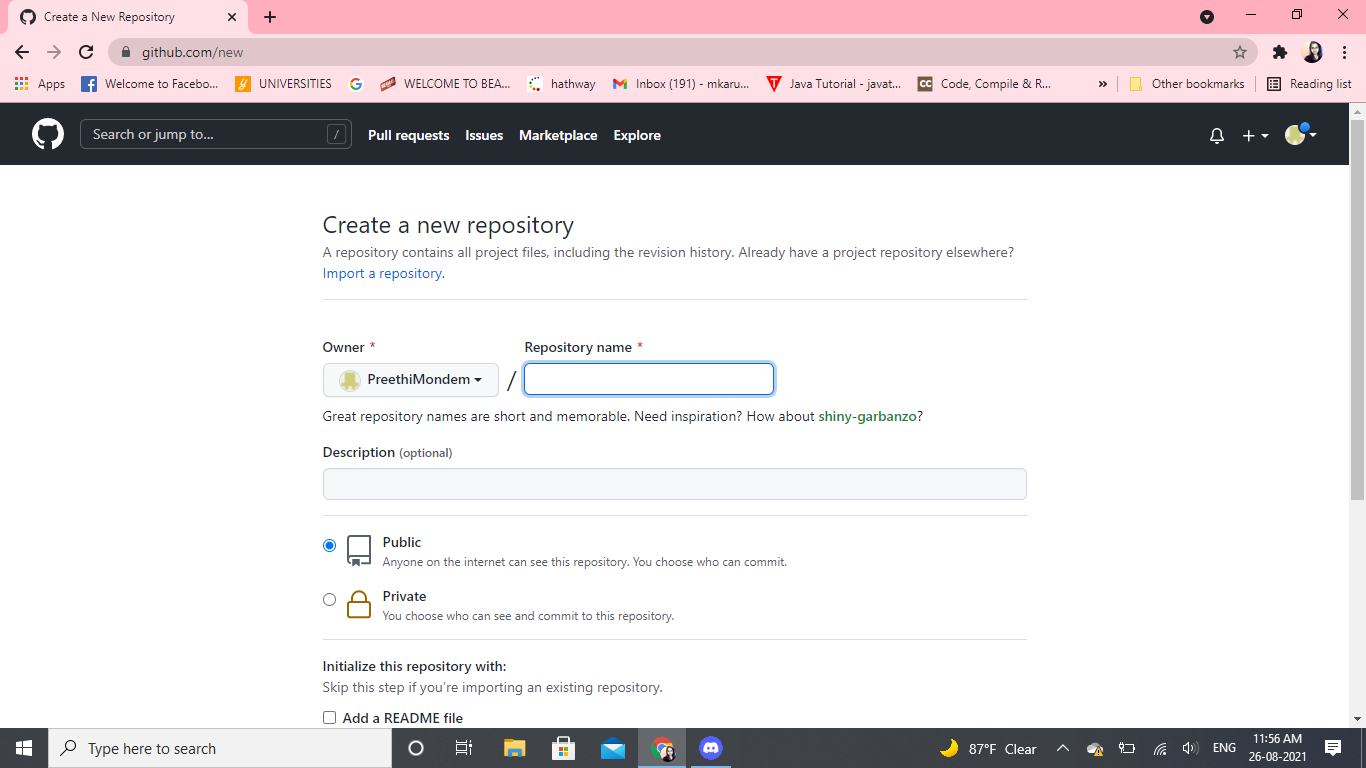 Create a New Repository
github.com/new
Apps Welcome to Facebo... UNIVERSITIES WELCOME TO BEA... hathway Inbox (191) - mkaru... Java Tutorial - javat... CC Code, Compile & R... » Other bookmarks Reading list
Search or jump to... / Pull requests Issues Marketplace Explore
Create a new repository
A repository contains all project files, including the revision history. Already have a project repository elsewhere?
Import a repository.
Owner * Repository name *
PreethiMondem /
Great repository names are short and memorable. Need inspiration? How about shiny-garbanzo?
Description (optional)
Public
Anyone on the internet can see this repository. You choose who can commit.
Private
You choose who can see and commit to this repository.
Initialize this repository with:
Skip this step if you're importing an existing repository.
Add a README file
Type here to search 87°F Clear ENG 11:56 AM
26-08-2021